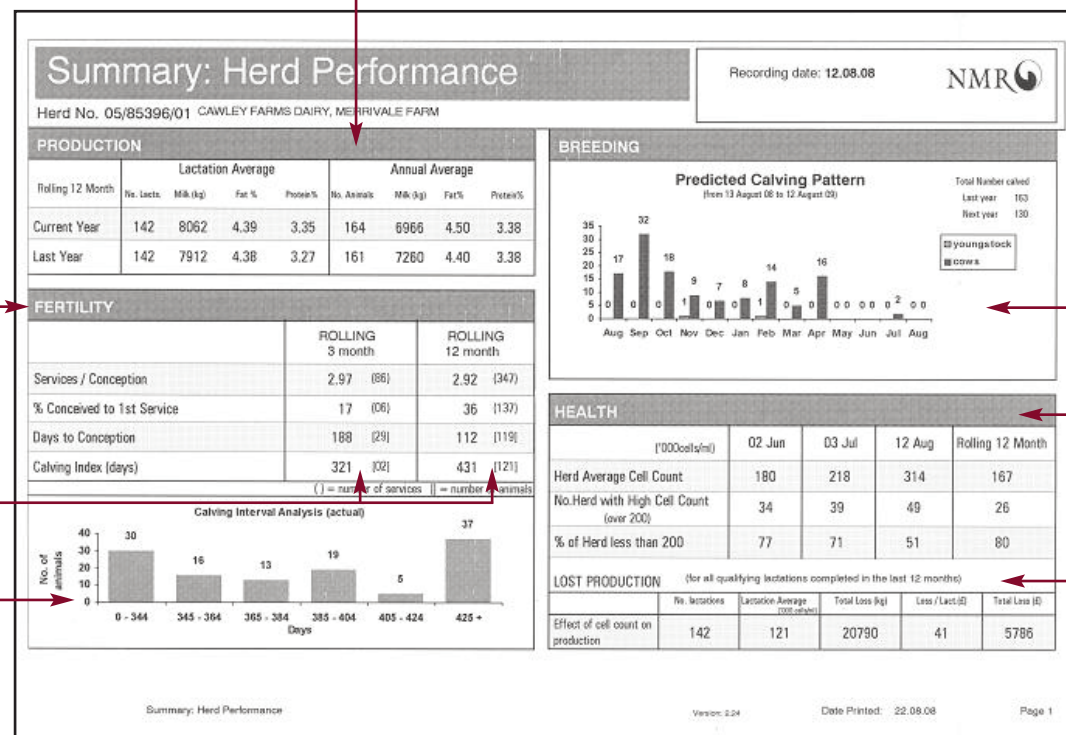 Summary: Herd Performance
Recording date: 12.08.08
NMR
Herd No. 05/85396/01 CAWLEY FARMS DAIRY, MERRIVALE FARM
PRODUCTION
Lactation Average Annual Average
Rolling 12 Month No. Lacts. Milk (kg) Fat % Protein% No. Animals Milk (kg) Fat% Protein%
Current Year 142 8062 4.39 3.35 164 6966 4.50 3.38
Last Year 142 7912 4.38 3.27 161 7260 4.40 3.38
FERTILITY
ROLLING ROLLING
3 month 12 month
Services / Conception 2.97 (86) 2.92 (347)
% Conceived to 1st Service 17 (06) 36 (137)
Days to Conception 188 [29] 112 [119]
Calving Index (days) 321 [02] 431 [121]
( ) = number of services [] = number of animals
Calving Interval Analysis (actual)
No. of animals
40
30
20
10
0
30 16 13 19 5 37
0 - 344 345 - 364 365 - 384 385 - 404 405 - 424 425 +
Days
BREEDING
Predicted Calving Pattern
(from 13 August 08 to 12 August 09)
Total Number calved
Last year 163
Next year 130
youngstock
cows
35
30
25
20
15
10
5
0
0 17 0 32 0 18 1 9 0 7 0 8 1 14 0 5 0 16 0 0 0 0 0 2 0 0
Aug Sep Oct Nov Dec Jan Feb Mar Apr May Jun Jul Aug
HEALTH
('000cells/ml) 02 Jun 03 Jul 12 Aug Rolling 12 Month
Herd Average Cell Count 180 218 314 167
No.Herd with High Cell Count 34 39 49 26
(over 200)
% of Herd less than 200 77 71 51 80
LOST PRODUCTION (for all qualifying lactations completed in the last 12 months)
No. lactations Lactation Average Total Loss (kg) Loss / Lact.(£) Total Loss (£)
('000 cells/ml)
Effect of cell count on
production 142 121 20790 41 5786
Summary: Herd Performance
Version: 2.24
Date Printed: 22.08.08
Page 1